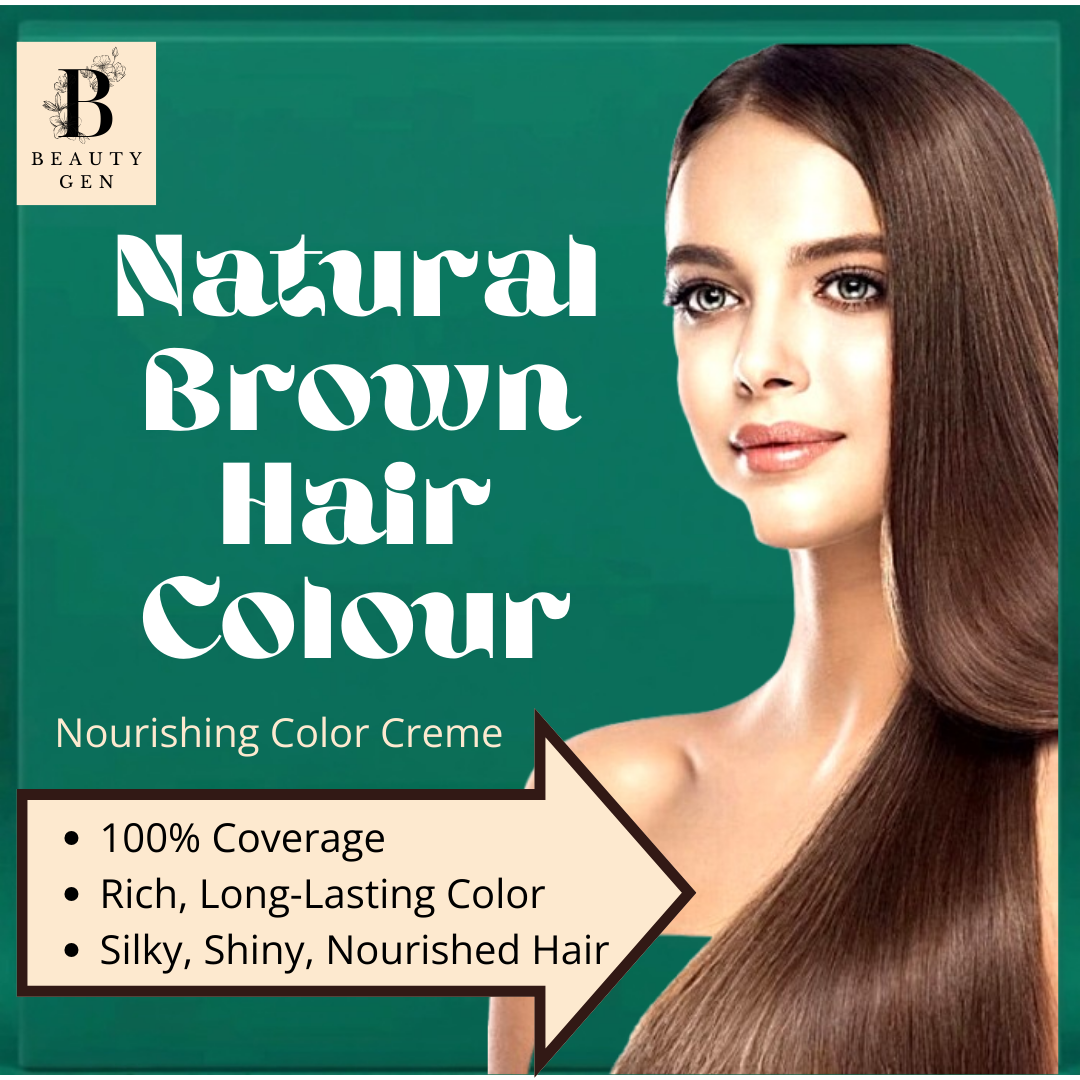 B
BEAUTY
GEN
Natural
Brown
Hair
Colour
Nourishing Color Creme
• 100% Coverage
• Rich, Long-Lasting Color
• Silky, Shiny, Nourished Hair